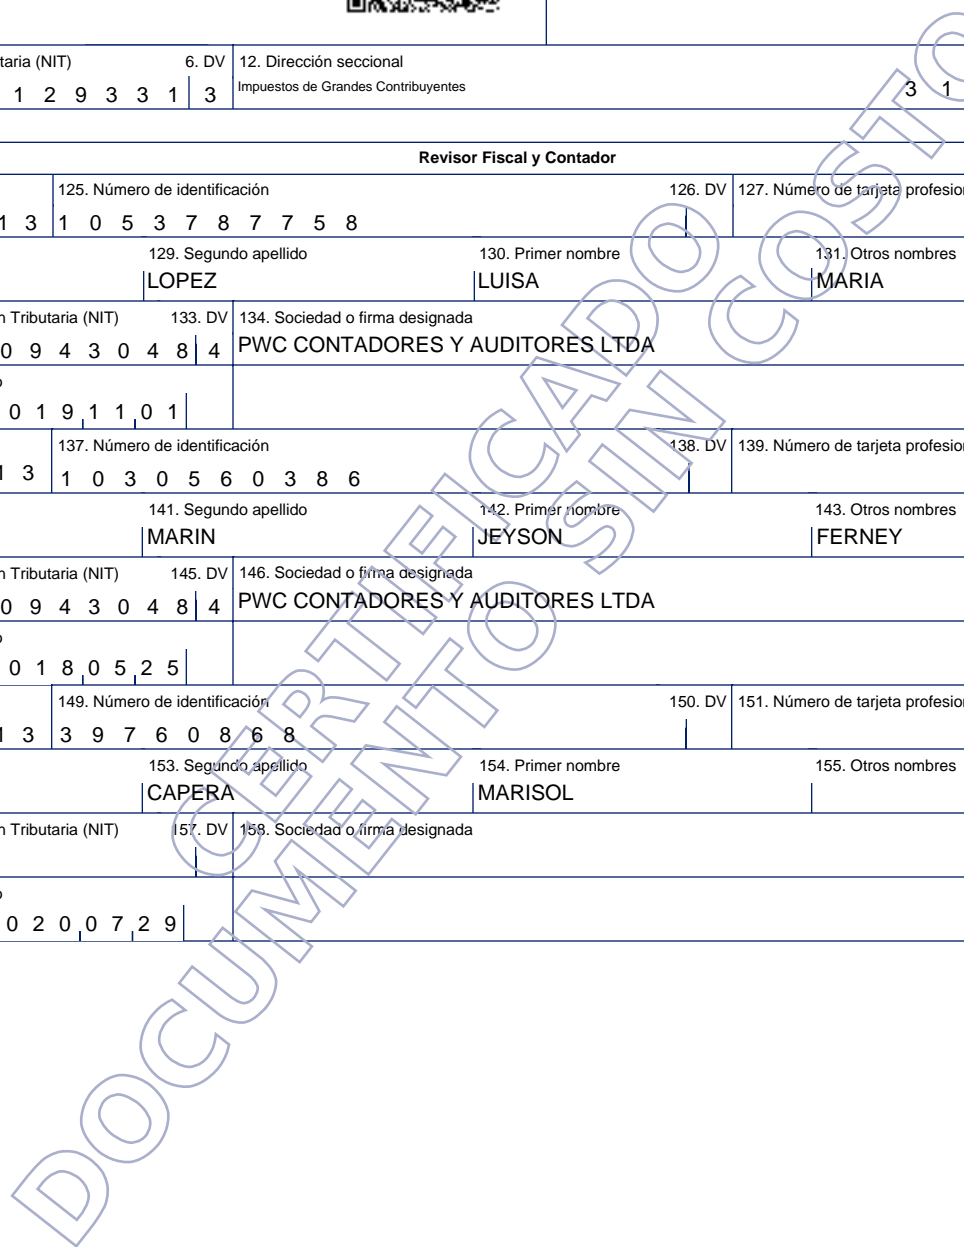 taria (NIT) 6. DV 12. Dirección seccional
1 2 9 3 3 1 3 Impuestos de Grandes Contribuyentes 3 1
Revisor Fiscal y Contador
125. Número de identificación 126. DV 127. Número de tarjeta profesion
1 3 1 0 5 3 7 8 7 7 5 8
129. Segundo apellido 130. Primer nombre 131. Otros nombres
LOPEZ LUISA MARIA
n Tributaria (NIT) 133. DV 134. Sociedad o firma designada
0 9 4 3 0 4 8 4 PWC CONTADORES Y AUDITORES LTDA
o
0 1 9 1 1 0 1
137. Número de identificación 138. DV 139. Número de tarjeta profesion
1 3 1 0 3 0 5 6 0 3 8 6
141. Segundo apellido 142. Primer nombre 143. Otros nombres
MARIN JEYSON FERNEY
n Tributaria (NIT) 145. DV 146. Sociedad o firma designada
0 9 4 3 0 4 8 4 PWC CONTADORES Y AUDITORES LTDA
o
0 1 8 0 5 2 5
149. Número de identificación 150. DV 151. Número de tarjeta profesion
1 3 3 9 7 6 0 8 6 8
153. Segundo apellido 154. Primer nombre 155. Otros nombres
CAPERA MARISOL
n Tributaria (NIT) 157. DV 158. Sociedad o firma designada
o
0 2 0 0 7 2 9
CERTIFICADO
DOCUMENTO SIN COSTO